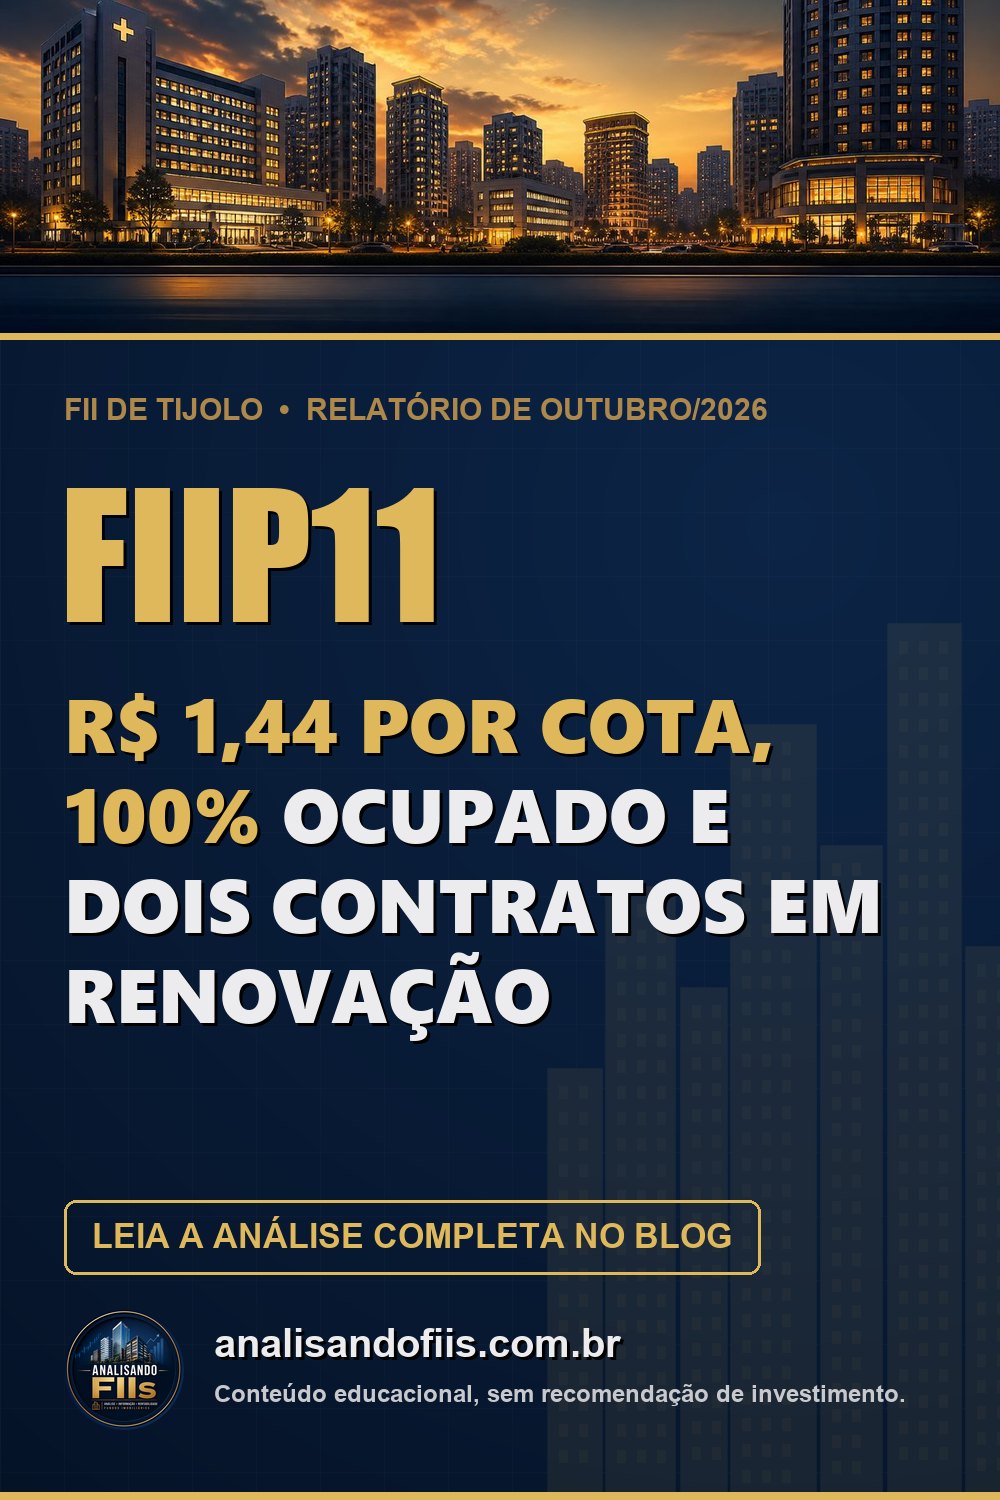 FII DE TIJOLO • RELATÓRIO DE OUTUBRO/2026
FIIP11
R$ 1,44 POR COTA,
100% OCUPADO E
DOIS CONTRATOS EM
RENOVAÇÃO
LEIA A ANÁLISE COMPLETA NO BLOG
ANALISANDO
FIIs
analisandofiis.com.br
Conteúdo educacional, sem recomendação de investimento.